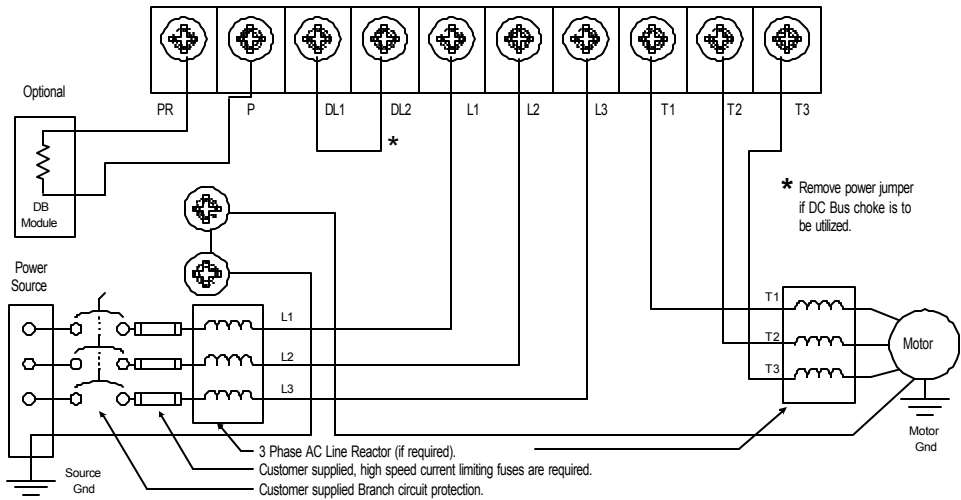 PR P DL1 DL2 L1 L2 L3 T1 T2 T3
Optional
DB
Module
*
* Remove power jumper
if DC Bus choke is to
be utilized.
Power
Source
L1
L2
L3
T1
T2
T3
Motor
Motor
Gnd
Source
Gnd
3 Phase AC Line Reactor (if required).
Customer supplied, high speed current limiting fuses are required.
Customer supplied Branch circuit protection.